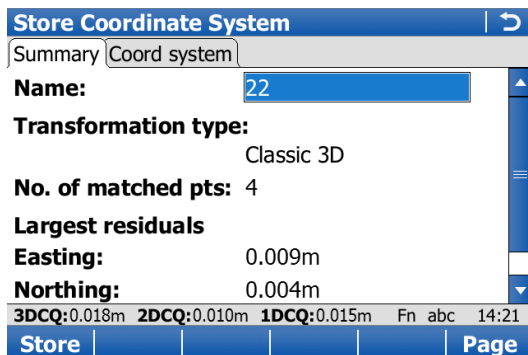 Store Coordinate System
Summary Coord system
Name: 22
Transformation type:
Classic 3D
No. of matched pts: 4
Largest residuals
Easting: 0.009m
Northing: 0.004m
3DCQ:0.018m 2DCQ:0.010m 1DCQ:0.015m Fn abc 14:21
Store Page